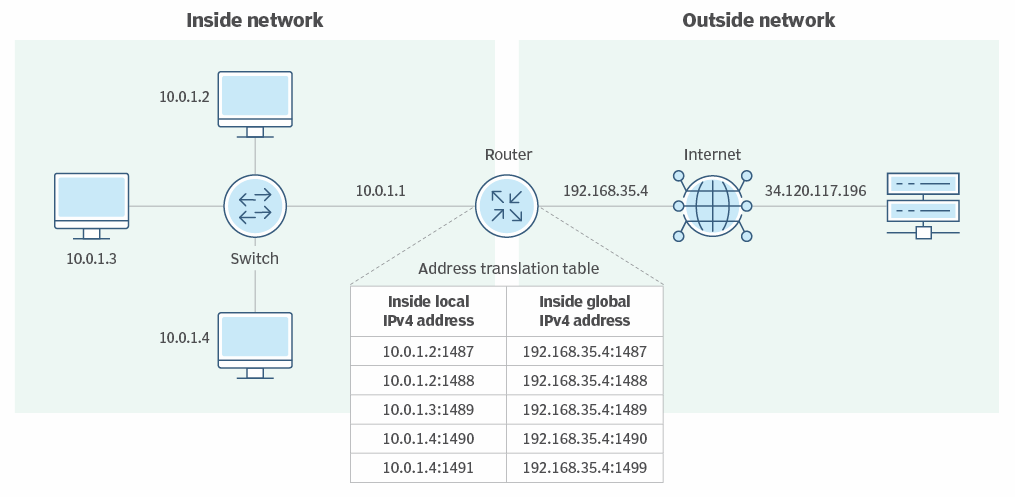 Inside network
Outside network
10.0.1.2
Router
Internet
10.0.1.1
192.168.35.4
34.120.117.196
10.0.1.3
Switch
Address translation table
Inside local
IPv4 address
Inside global
IPv4 address
10.0.1.4
10.0.1.2:1487
192.168.35.4:1487
10.0.1.2:1488
192.168.35.4:1488
10.0.1.3:1489
192.168.35.4:1489
10.0.1.4:1490
192.168.35.4:1490
10.0.1.4:1491
192.168.35.4:1499